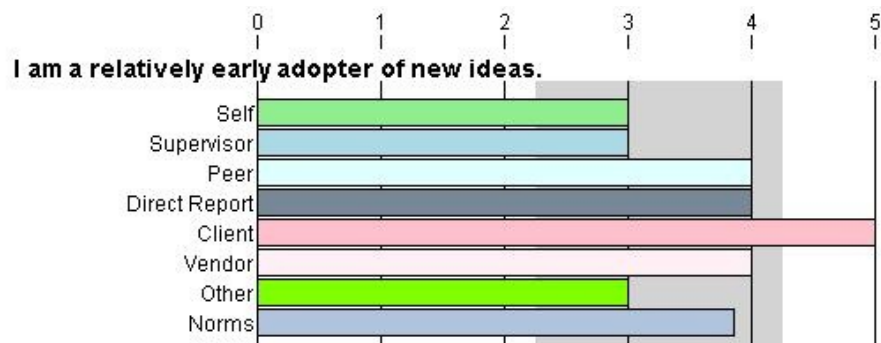 0 1 2 3 4 5
I am a relatively early adopter of new ideas.
Self
Supervisor
Peer
Direct Report
Client
Vendor
Other
Norms